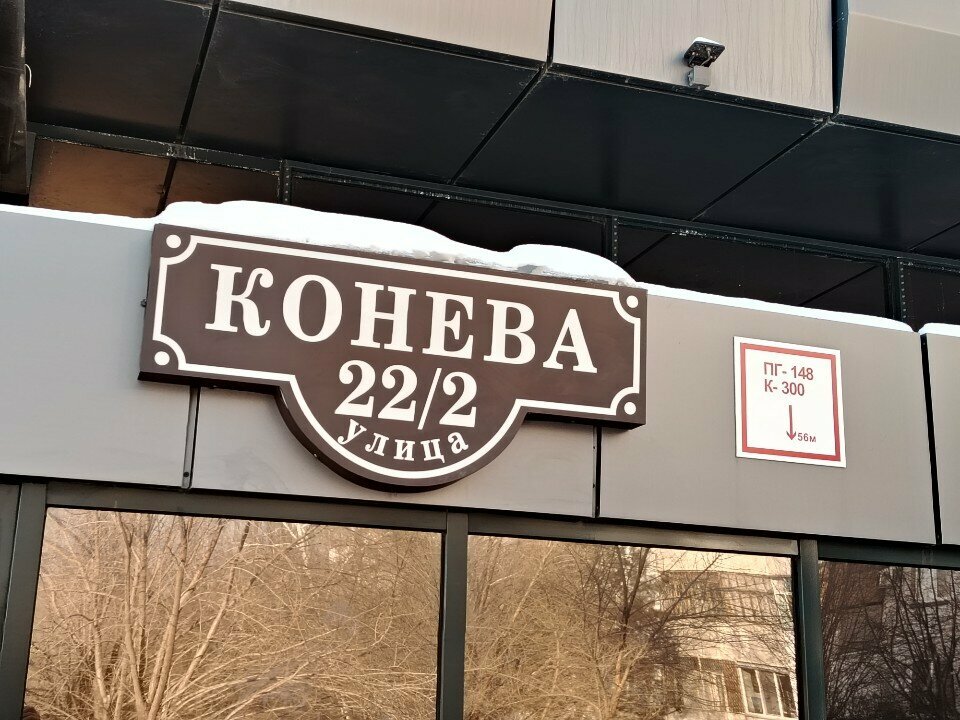 КОНЕВА
22/2
улица
ПГ- 148
К- 300
56м